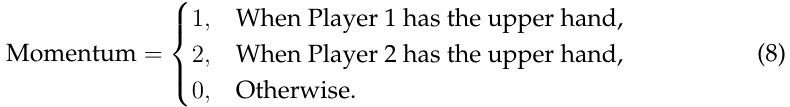 1, When Player 1 has the upper hand,
Momentum = { 2, When Player 2 has the upper hand, (8)
0, Otherwise.